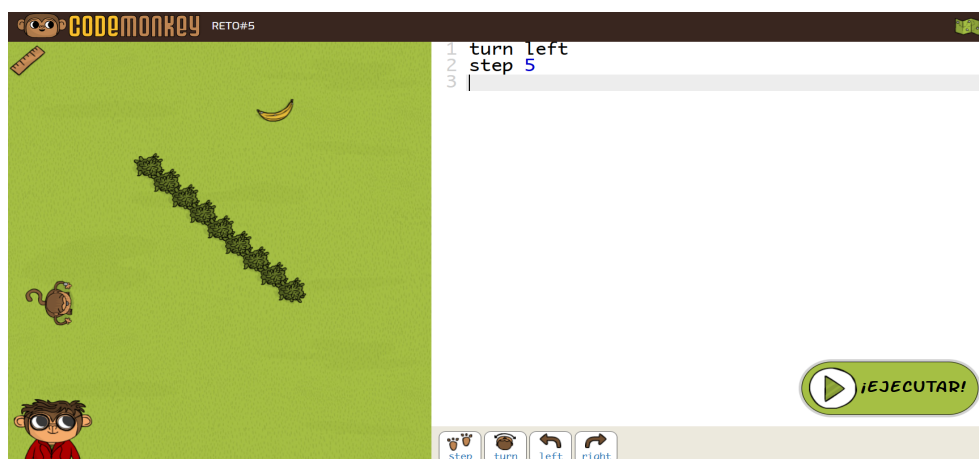 CODEMONKEY RETO#5
1 turn left
2 step 5
3
¡EJECUTAR!
step turn left right